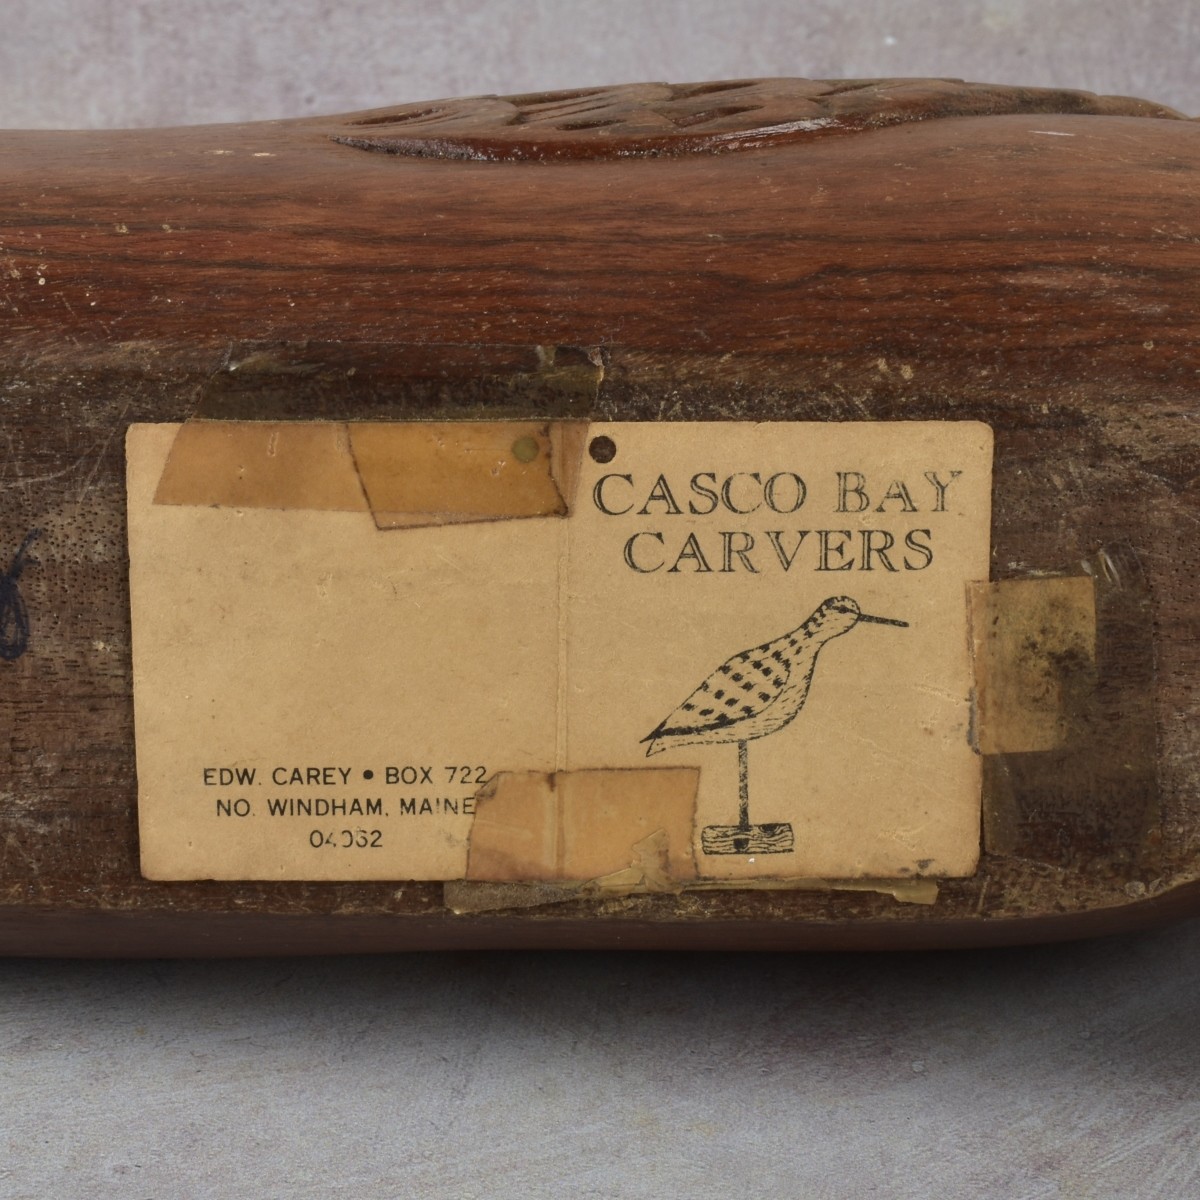 CASCO BAY
CARVERS
EDW. CAREY • BOX 722
NO. WINDHAM, MAINE
04062